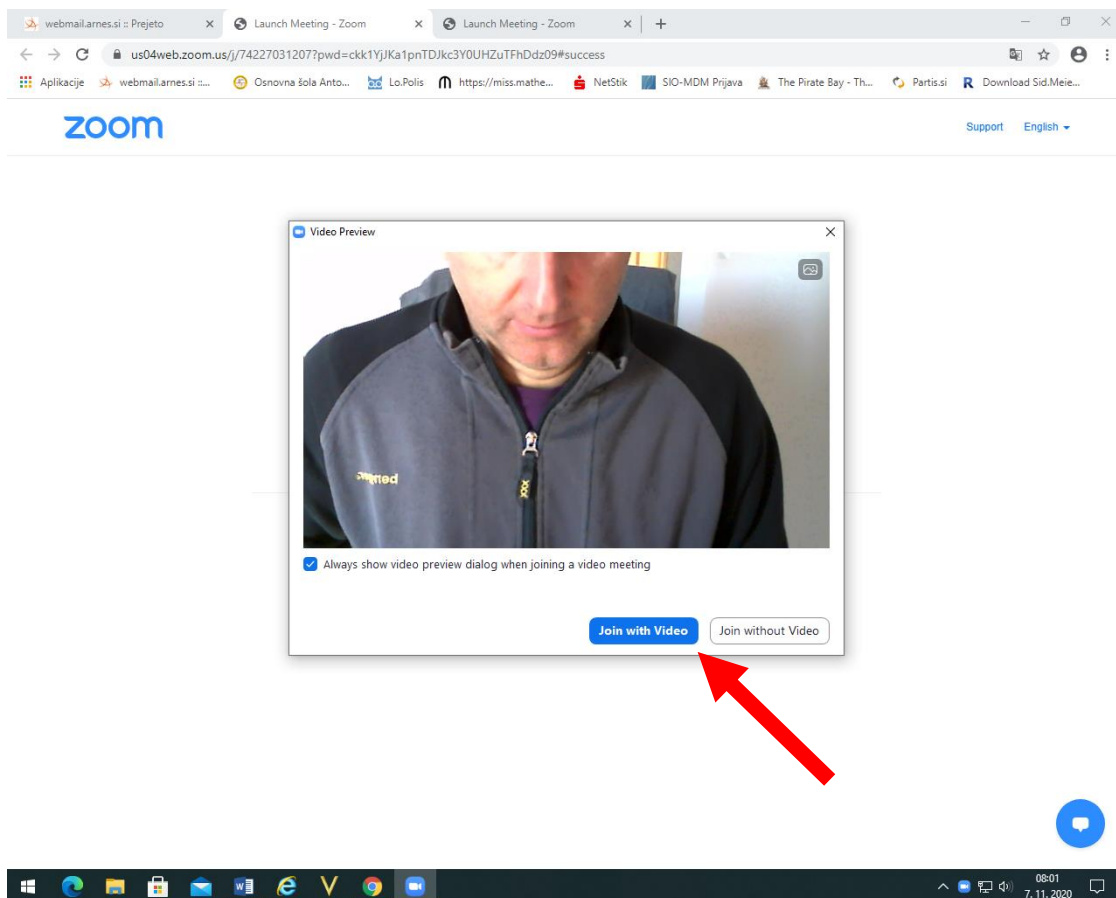 webmail.arnes.si :: Prejeto
Launch Meeting - Zoom
Launch Meeting - Zoom
us04web.zoom.us/j/74227031207?pwd=ckk1YjJKa1pnTDJkc3Y0UHZuTFhDdz09#success
Aplikacije
webmail.arnes.si ::...
Osnovna šola Anto...
Lo.Polis
https://miss.mathe...
NetStik
SIO-MDM Prijava
The Pirate Bay - Th...
Partis.si
Download Sid.Meie...
zoom
Support
English
Video Preview
Always show video preview dialog when joining a video meeting
Join with Video
Join without Video
08:01
7. 11. 2020